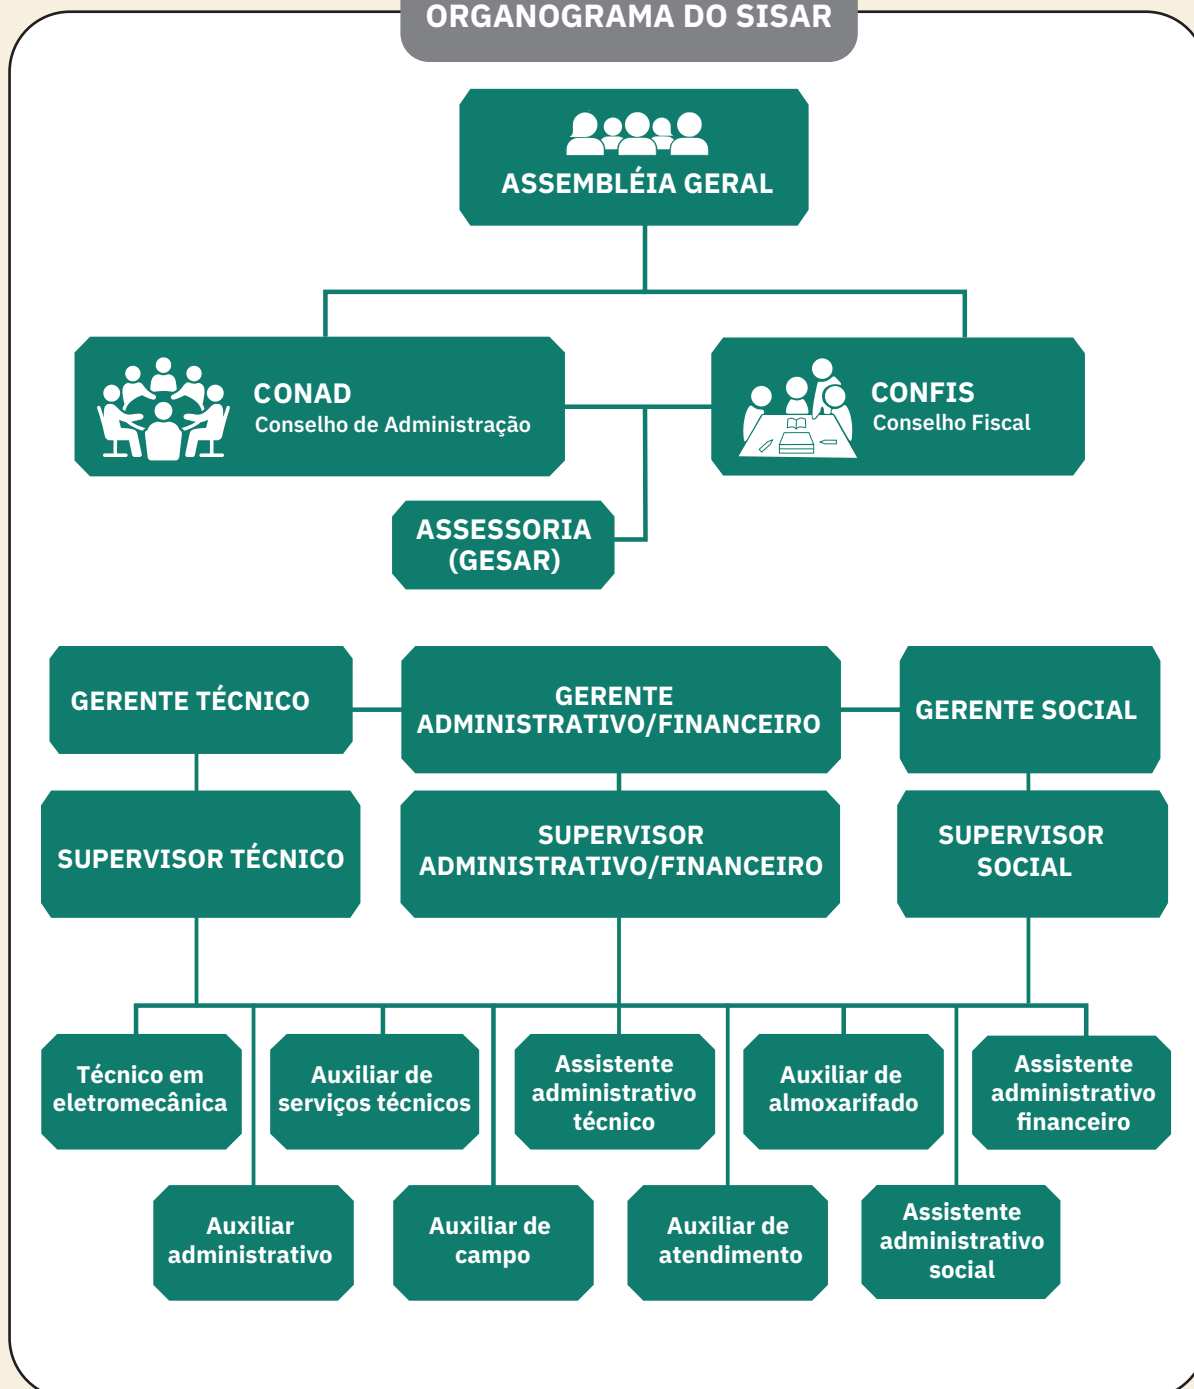 ORGANOGRAMA DO SISAR
ASSEMBLÉIA GERAL
CONAD
Conselho de Administração
CONFIS
Conselho Fiscal
ASSESSORIA
(GESAR)
GERENTE TÉCNICO
GERENTE
ADMINISTRATIVO/FINANCEIRO
GERENTE SOCIAL
SUPERVISOR TÉCNICO
SUPERVISOR
ADMINISTRATIVO/FINANCEIRO
SUPERVISOR
SOCIAL
Técnico em
eletromecânica
Auxiliar de
serviços técnicos
Assistente
administrativo
técnico
Auxiliar de
almoxarifado
Assistente
administrativo
financeiro
Auxiliar
administrativo
Auxiliar de
campo
Auxiliar de
atendimento
Assistente
administrativo
social